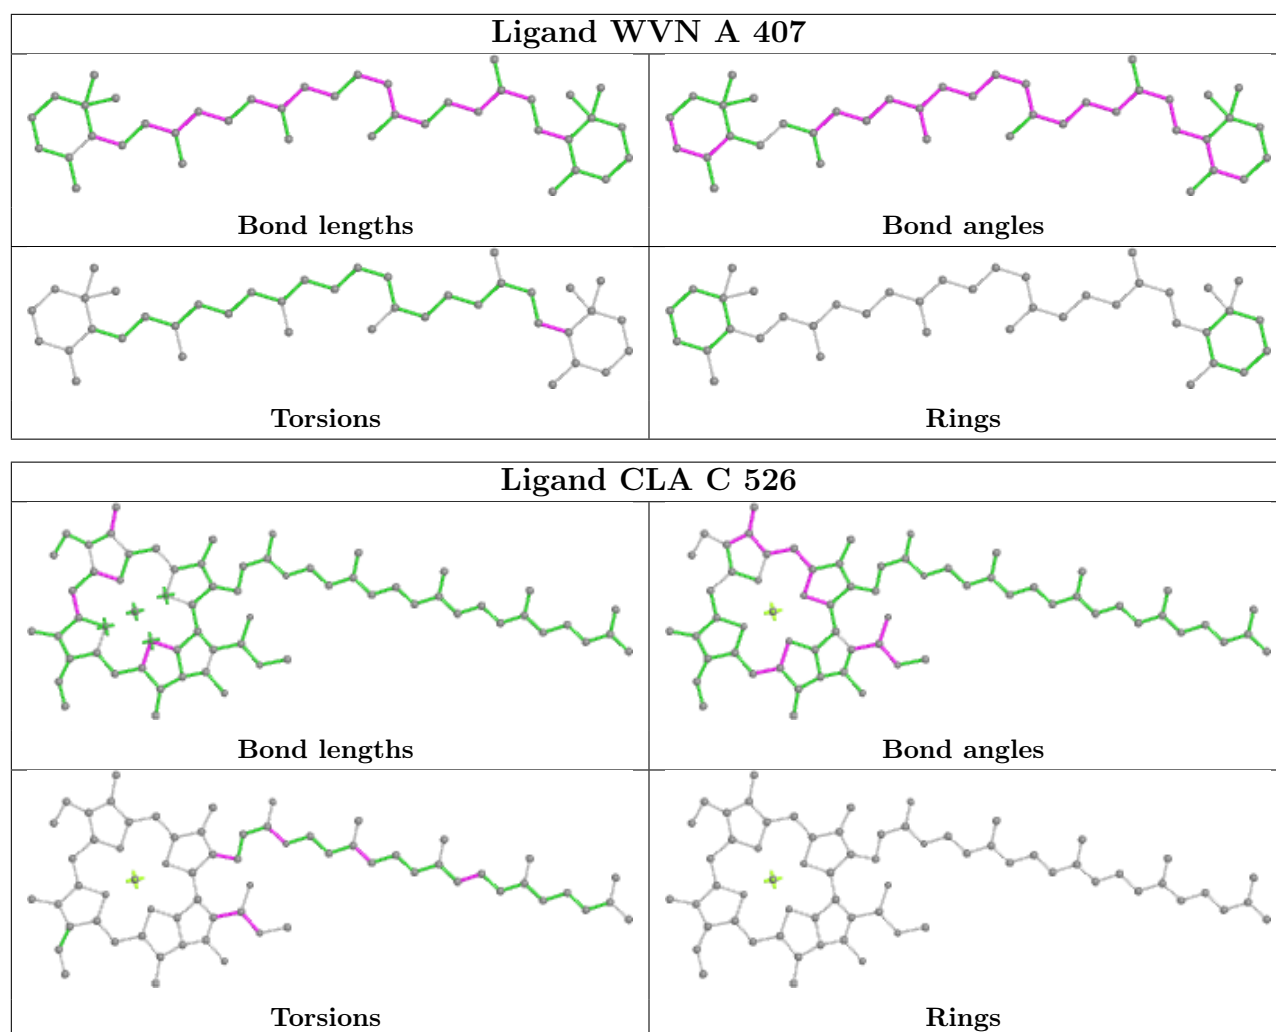 Ligand WVN A 407
Bond lengths
Bond angles
Torsions
Rings
Ligand CLA C 526
Bond lengths
Bond angles
Torsions
Rings